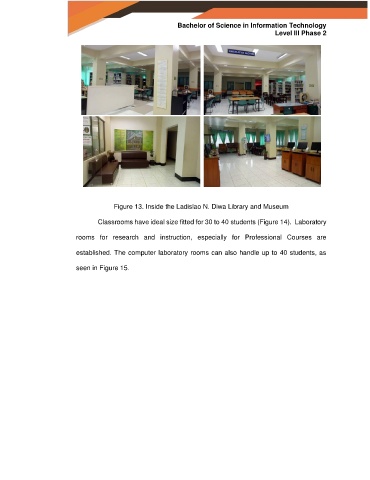 Bachelor of Science in Information Technology
Level III Phase 2
Figure 13. Inside the Ladislao N. Diwa Library and Museum
Classrooms have ideal size fitted for 30 to 40 students (Figure 14). Laboratory
rooms for research and instruction, especially for Professional Courses are
established. The computer laboratory rooms can also handle up to 40 students, as
seen in Figure 15.